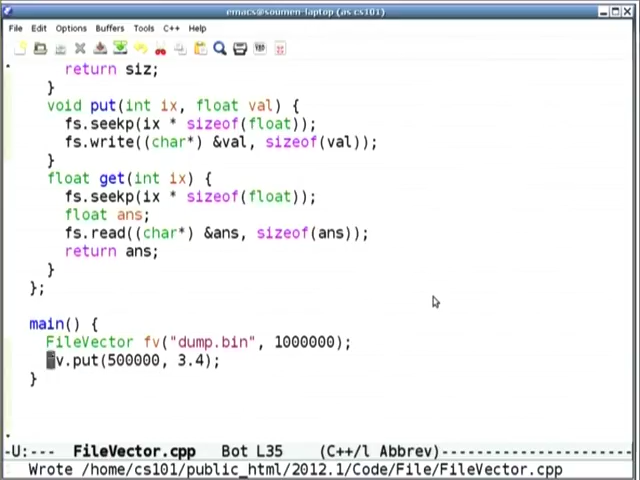 emacs@soumen-laptop (as cs101)
File Edit Options Buffers Tools C++ Help
return siz;
}
void put(int ix, float val) {
fs.seekp(ix * sizeof(float));
fs.write((char*) &val, sizeof(val));
}
float get(int ix) {
fs.seekp(ix * sizeof(float));
float ans;
fs.read((char*) &ans, sizeof(ans));
return ans;
}
};
main() {
FileVector fv("dump.bin", 1000000);
fv.put(500000, 3.4);
}
-U:--- FileVector.cpp Bot L35 (C++/l Abbrev)----------------------
Wrote /home/cs101/public_html/2012.1/Code/File/FileVector.cpp